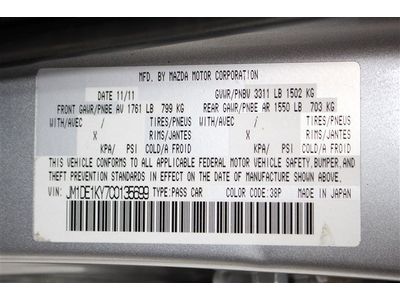 MFD. BY MAZDA MOTOR CORPORATION
DATE 11/11 GVWR/PNBV 3311 LB 1502 KG
FRONT GAWR/PNBE AV 1761 LB 799 KG REAR GAWR/PNBE AR 1550 LB 703 KG
WITH/AVEC / TIRES/PNEUS WITH/AVEC / TIRES/PNEUS
X RIMS/JANTES X RIMS/JANTES
KPA/ PSI COLD/A FROID KPA/ PSI COLD/A FROID
THIS VEHICLE CONFORMS TO ALL APPLICABLE FEDERAL MOTOR VEHICLE SAFETY, BUMPER, AND
THEFT PREVENTION STANDARDS IN EFFECT ON THE DATE OF MANUFACTURE SHOWN ABOVE.
VIN: JM1DE1KY7C0135699 TYPE:PASS CAR COLOR CODE: 38P MADE IN JAPAN